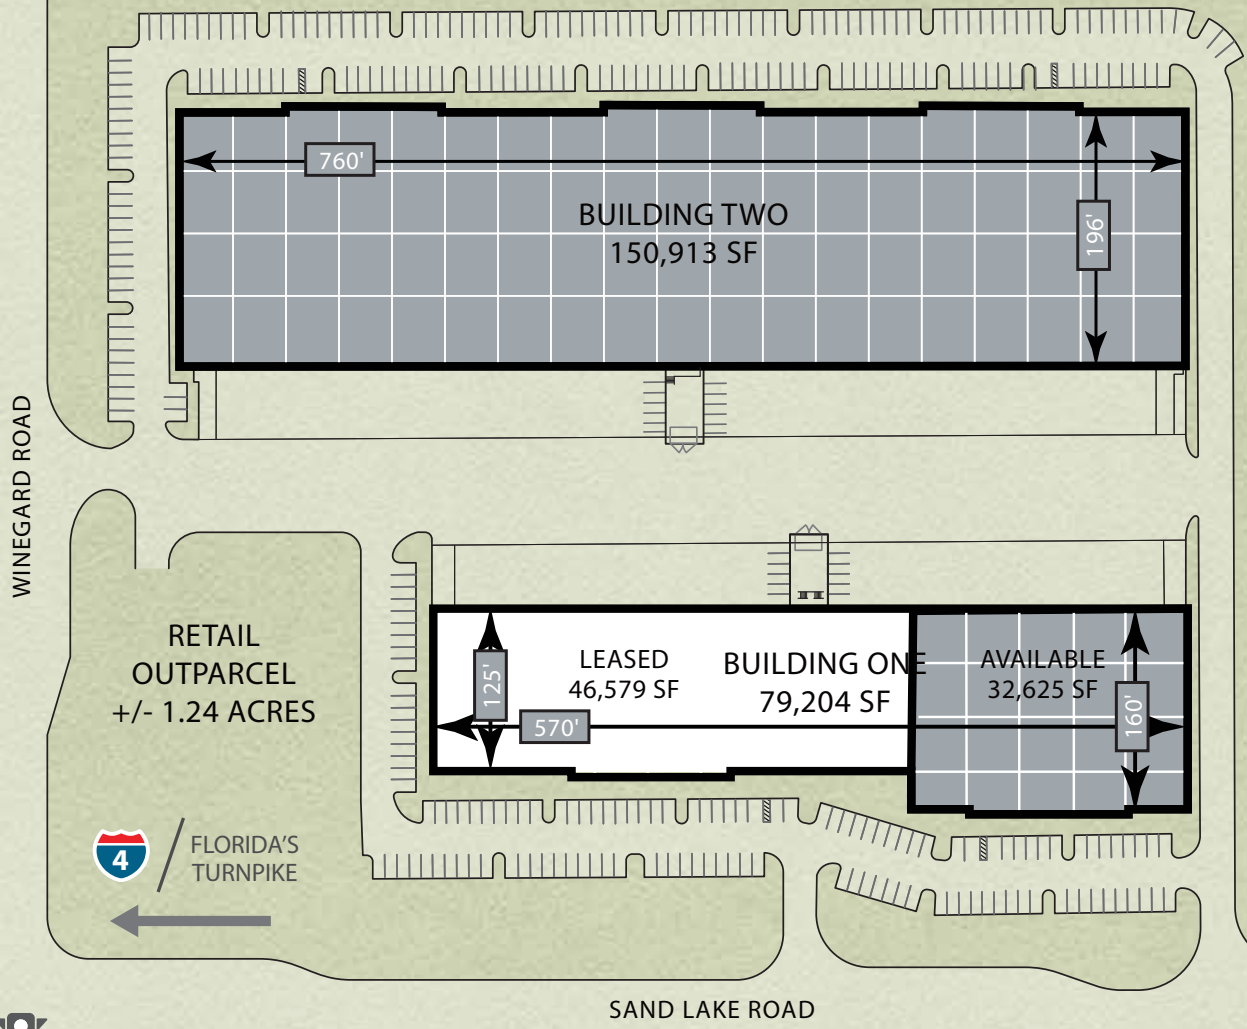 760'
BUILDING TWO
150,913 SF
196'
WINEGARD ROAD
RETAIL
OUTPARCEL
+/- 1.24 ACRES
125'
LEASED
46,579 SF
BUILDING ONE
79,204 SF
AVAILABLE
32,625 SF
570'
160'
4
FLORIDA'S
TURNPIKE
SAND LAKE ROAD